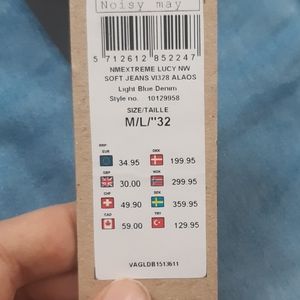 Noisy may
5 712612 852247
NMEXTREME LUCY NW
SOFT JEANS VI328 ALAOS
Light Blue Denim
Style no. 10129958
SIZE/TAILLE
M/L/"32
RRP
EUR 34.95 DKK 199.95
GBP 30.00 NOK 299.95
CHF 49.90 SEK 359.95
CAD 59.00 TRY 129.95
VAGLDB1513611